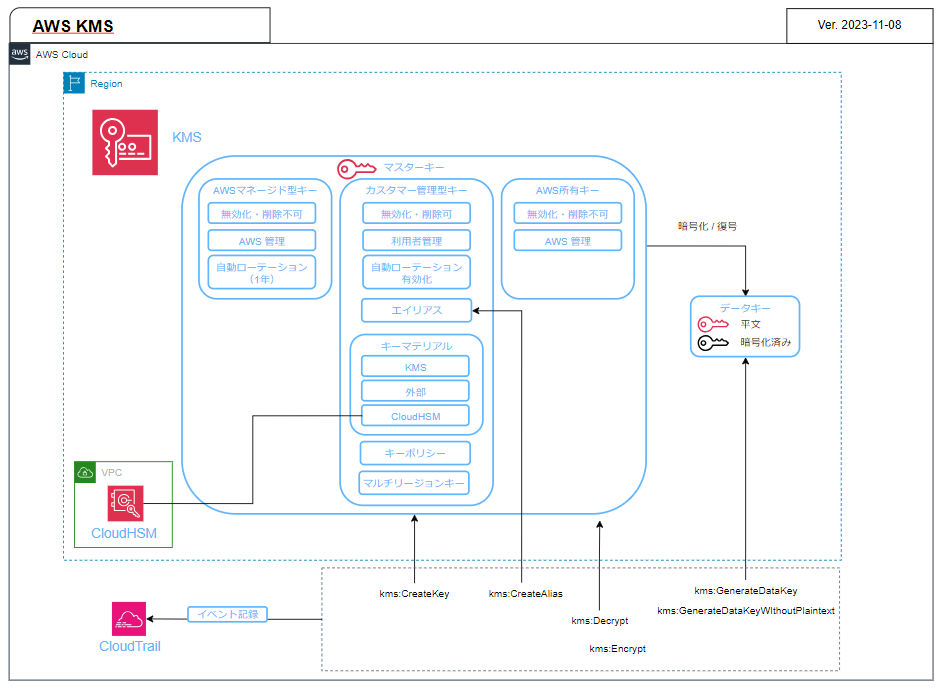 AWS KMS
Ver. 2023-11-08
aws
AWS Cloud
Region
KMS
マスターキー
AWSマネージド型キー
無効化・削除不可
AWS 管理
自動ローテーション
（1年）
カスタマー管理型キー
無効化・削除可
利用者管理
自動ローテーション
有効化
エイリアス
キーマテリアル
KMS
外部
CloudHSM
キーポリシー
マルチリージョンキー
AWS所有キー
無効化・削除不可
AWS 管理
暗号化 / 復号
データキー
平文
暗号化済み
VPC
CloudHSM
kms:CreateKey
kms:CreateAlias
kms:Decrypt
kms:Encrypt
kms:GenerateDataKey
kms:GenerateDataKeyWIthoutPlaintext
イベント記録
CloudTrail